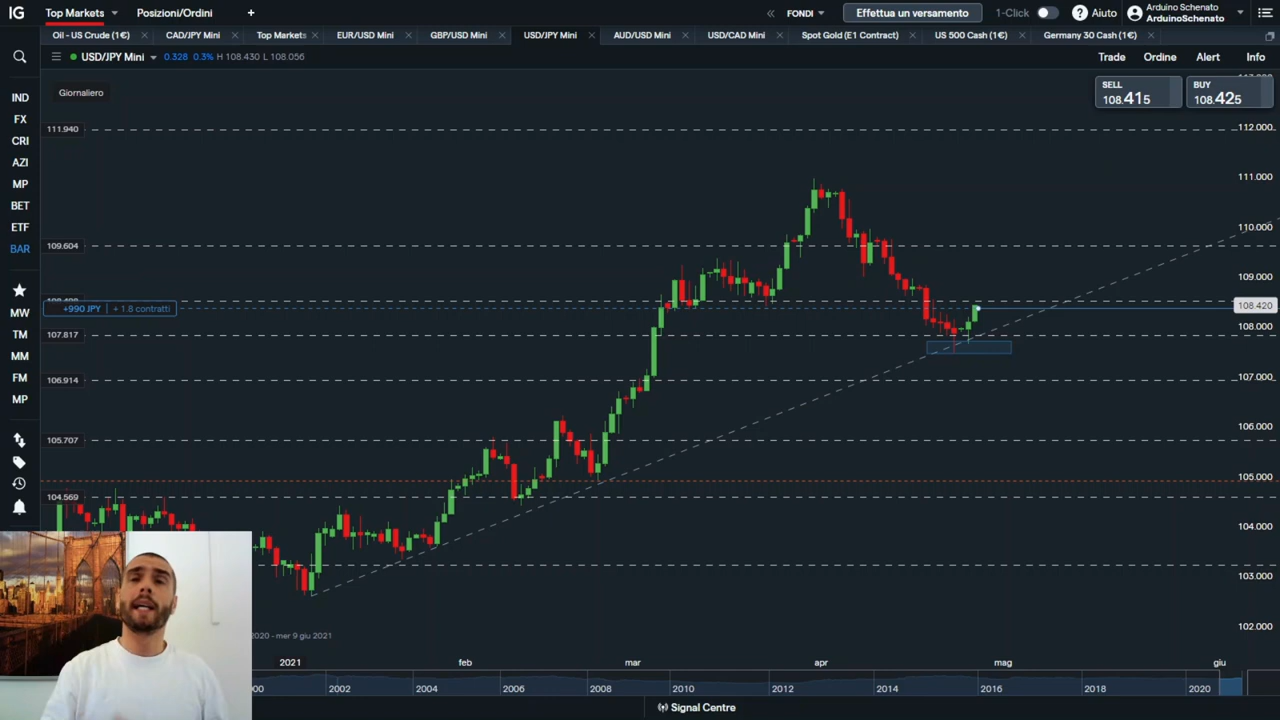 IG Top Markets Posizioni/Ordini + « FONDI Effettua un versamento 1-Click ? Aiuto Arduino Schenato
ArduinoSchenato
Oil - US Crude (1€) CAD/JPY Mini Top Markets EUR/USD Mini GBP/USD Mini USD/JPY Mini AUD/USD Mini USD/CAD Mini Spot Gold (E1 Contract) US 500 Cash (1€) Germany 30 Cash (1€)
USD/JPY Mini 0.328 0.3% H 108.430 L 108.056 Trade Ordine Alert Info
Giornaliero
SELL BUY
108.415 108.425
IND
FX
CRI
AZI
MP
BET
ETF
BAR
MW
TM
MM
FM
MP
111.940
109.604
+990 JPY + 1.8 contratti
107.817
106.914
105.707
104.569
112.000
111.000
110.000
109.000
108.420
108.000
107.000
106.000
105.000
104.000
103.000
102.000
2020 - mer 9 giu 2021
2021 feb mar apr mag giu
2002 2004 2006 2008 2010 2012 2014 2016 2018 2020
Signal Centre